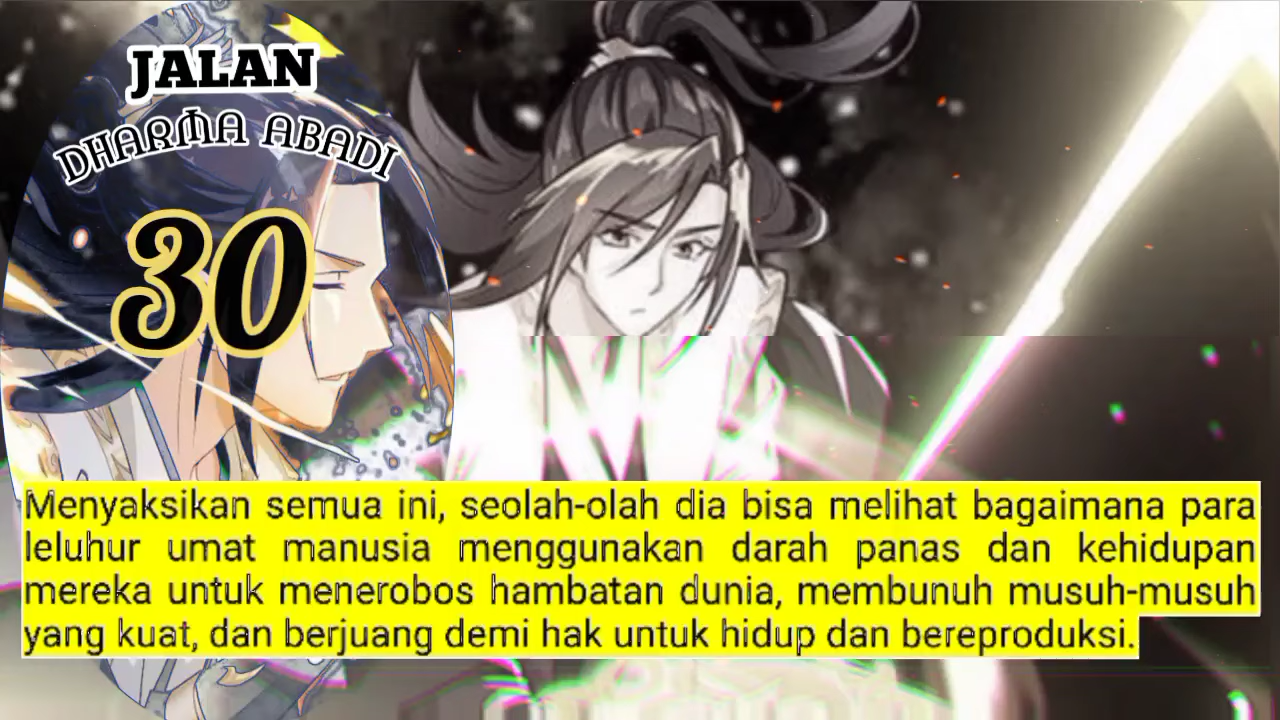 JALAN
DHARMA ABADI
30
Menyaksikan semua ini, seolah-olah dia bisa melihat bagaimana para
leluhur umat manusia menggunakan darah panas dan kehidupan
mereka untuk menerobos hambatan dunia, membunuh musuh-musuh
yang kuat, dan berjuang demi hak untuk hidup dan bereproduksi.